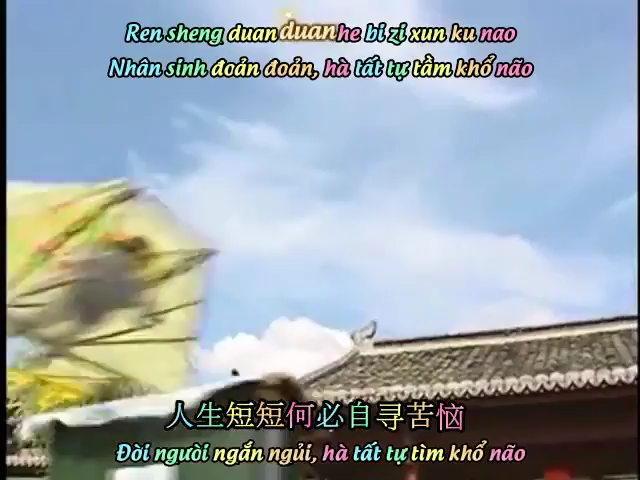 Ren sheng duan duan he bi zi xun ku nao
Nhân sinh đoản đoản, hà tất tự tầm khổ não
人生短短何必自寻苦恼
Đời người ngắn ngủi, hà tất tự tìm khổ não